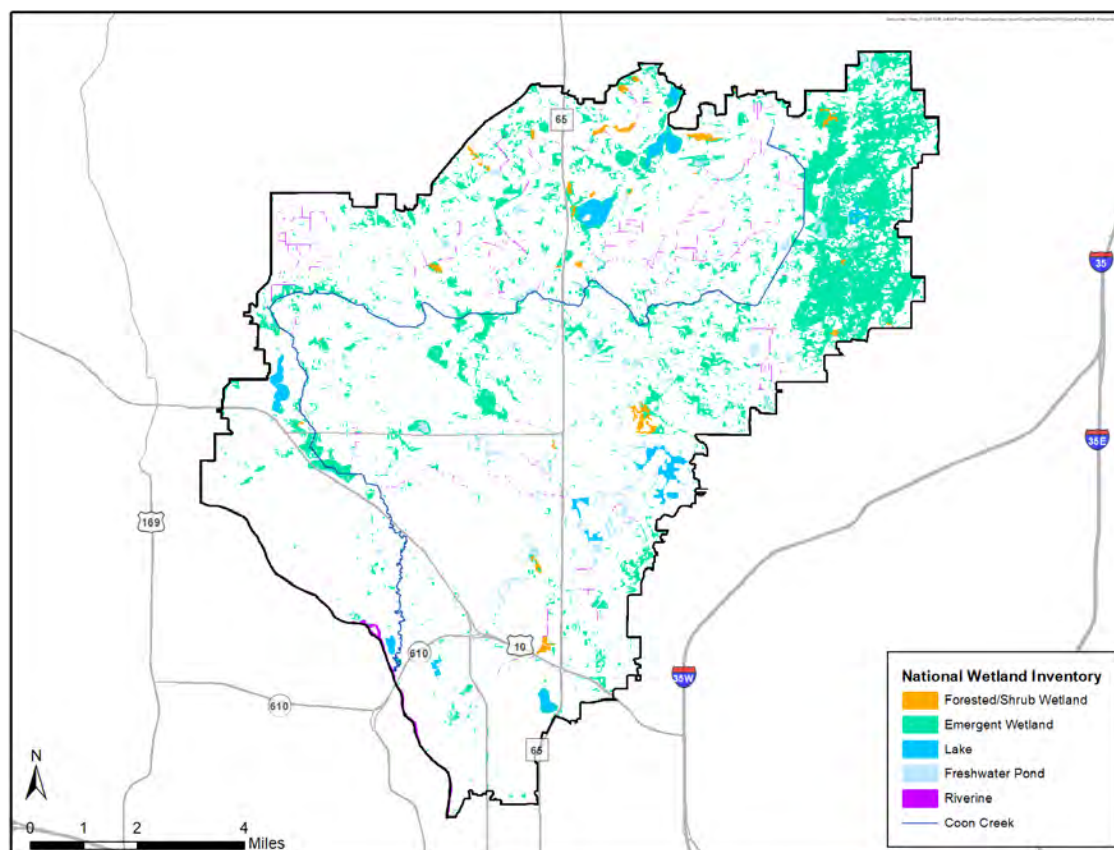 65
35
35E
169
10
610
35W
610
65
N
0 1 2 4
Miles
National Wetland Inventory
Forested/Shrub Wetland
Emergent Wetland
Lake
Freshwater Pond
Riverine
Coon Creek